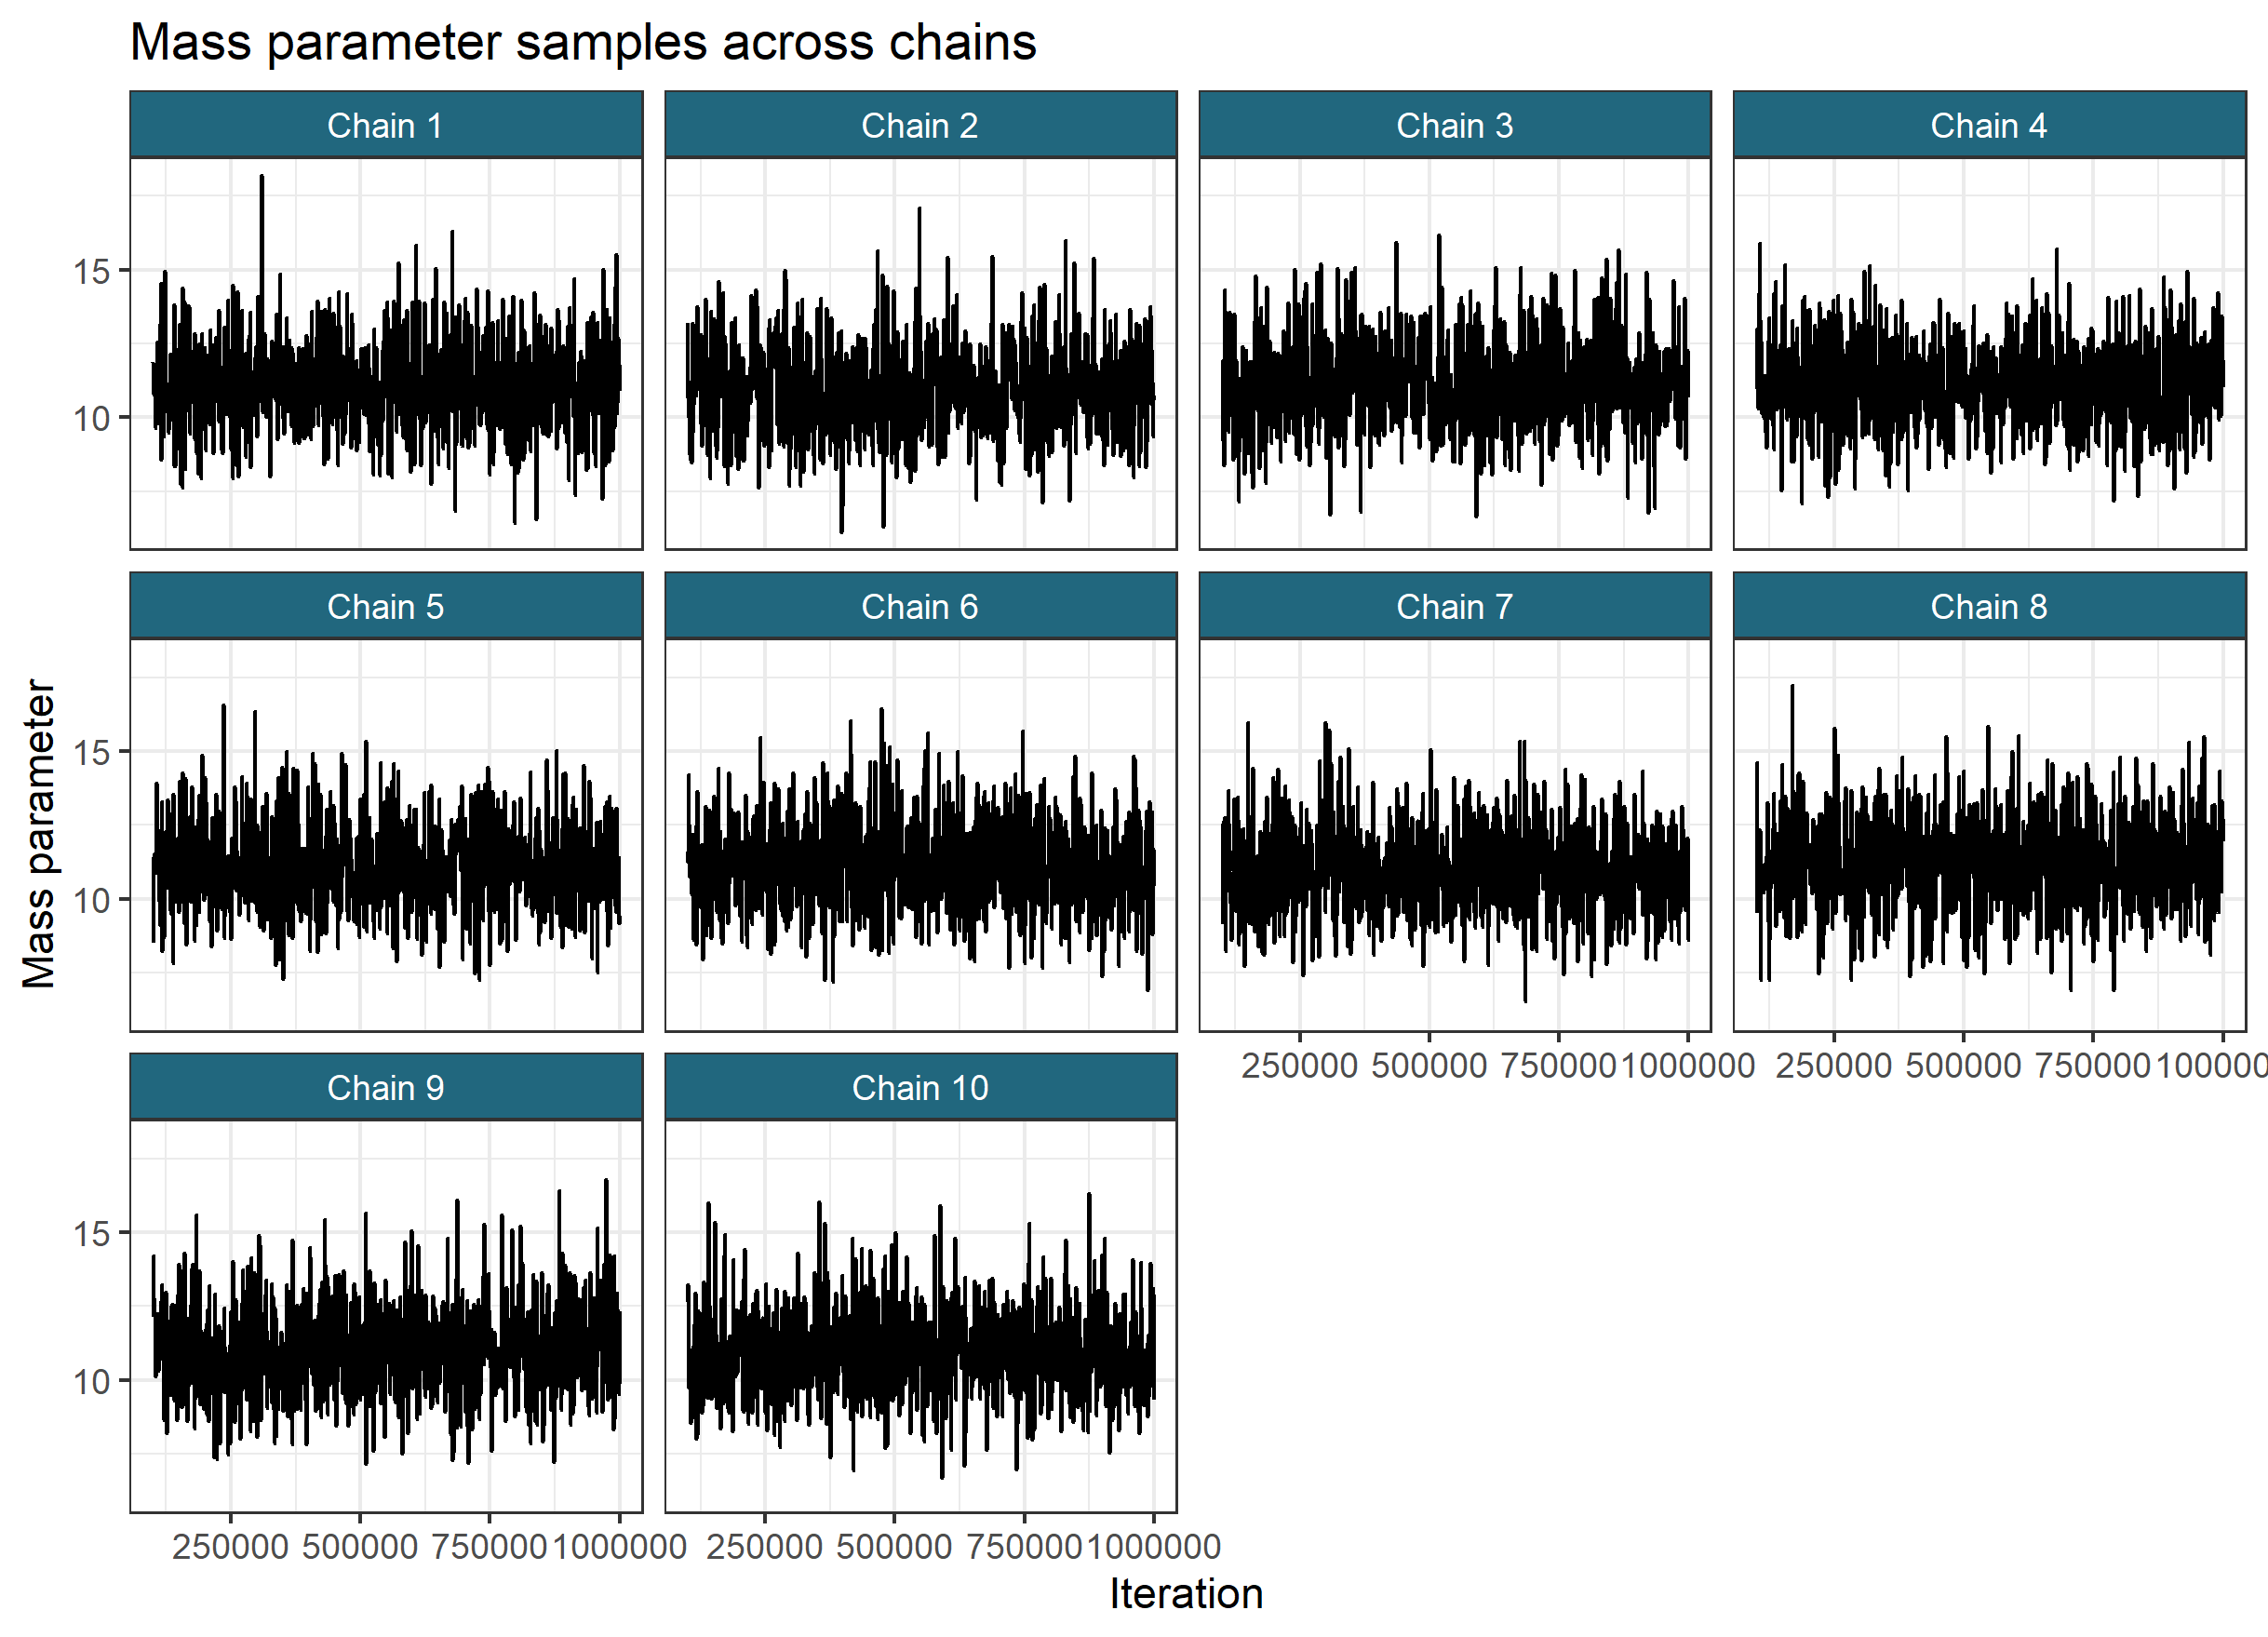 Mass parameter samples across chains
Chain 1 Chain 2 Chain 3 Chain 4
15
10
Chain 5 Chain 6 Chain 7 Chain 8
Mass parameter
15
10
250000 500000 750000 1000000 250000 500000 750000 100000
Chain 9 Chain 10
15
10
250000 500000 750000 1000000 250000 500000 750000 1000000
Iteration